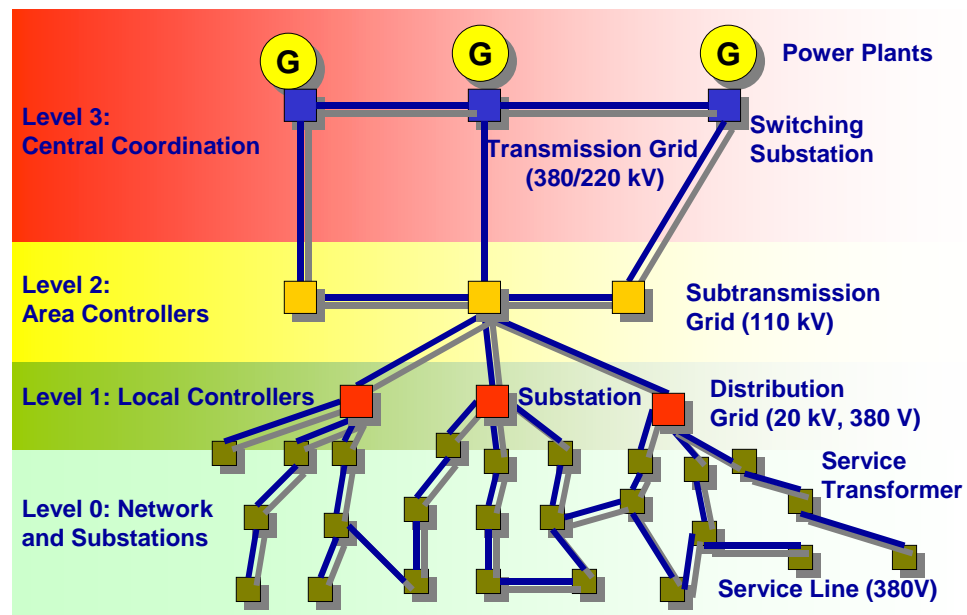 G
G
G
Power Plants
Level 3:
Central Coordination
Switching
Substation
Transmission Grid
(380/220 kV)
Level 2:
Area Controllers
Subtransmission
Grid (110 kV)
Level 1: Local Controllers
Substation
Distribution
Grid (20 kV, 380 V)
Service
Transformer
Level 0: Network
and Substations
Service Line (380V)